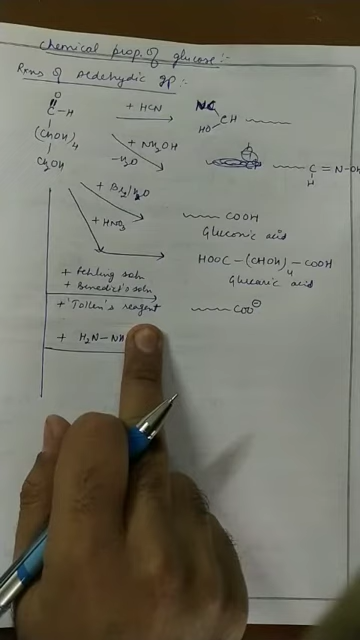 Chemical prop. of glucose :-
Rxns of aldehydic gp :-
O
C-H
(CHOH)4
CH2OH
+ HCN
NC
CH
HO
+ NH2OH
-H2O
C=N-OH
H
+ Br2/H2O
COOH
Gluconic acid
+ HNO3
HOOC-(CHOH)4-COOH
Glucaric acid
+ Fehling soln
+ Benedict's soln
+ Tollen's reagent
COO⊖
+ H2N-NH